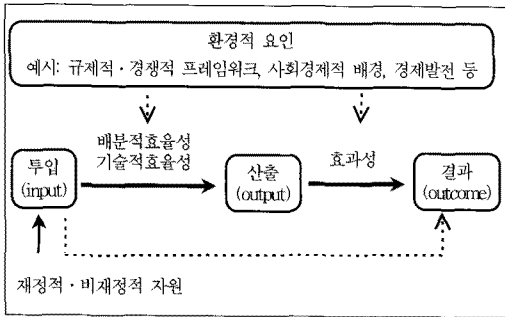 환경적 요인
예시: 규제적·경쟁적 프레임워크, 사회경제적 배경, 경제발전 등
배분적효율성
기술적효율성
효과성
투입
(input)
산출
(output)
결과
(outcome)
재정적·비재정적 자원